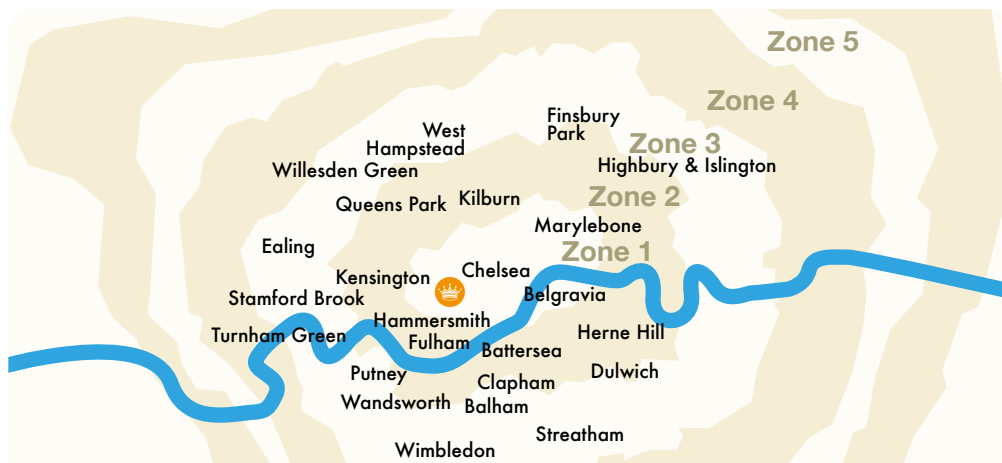 Zone 5
Zone 4
Finsbury
Park
West
Hampstead
Zone 3
Highbury & Islington
Willesden Green
Queens Park
Kilburn
Zone 2
Marylebone
Ealing
Zone 1
Kensington
Chelsea
Stamford Brook
Belgravia
Hammersmith
Turnham Green
Fulham
Herne Hill
Battersea
Putney
Dulwich
Clapham
Wandsworth
Balham
Streatham
Wimbledon